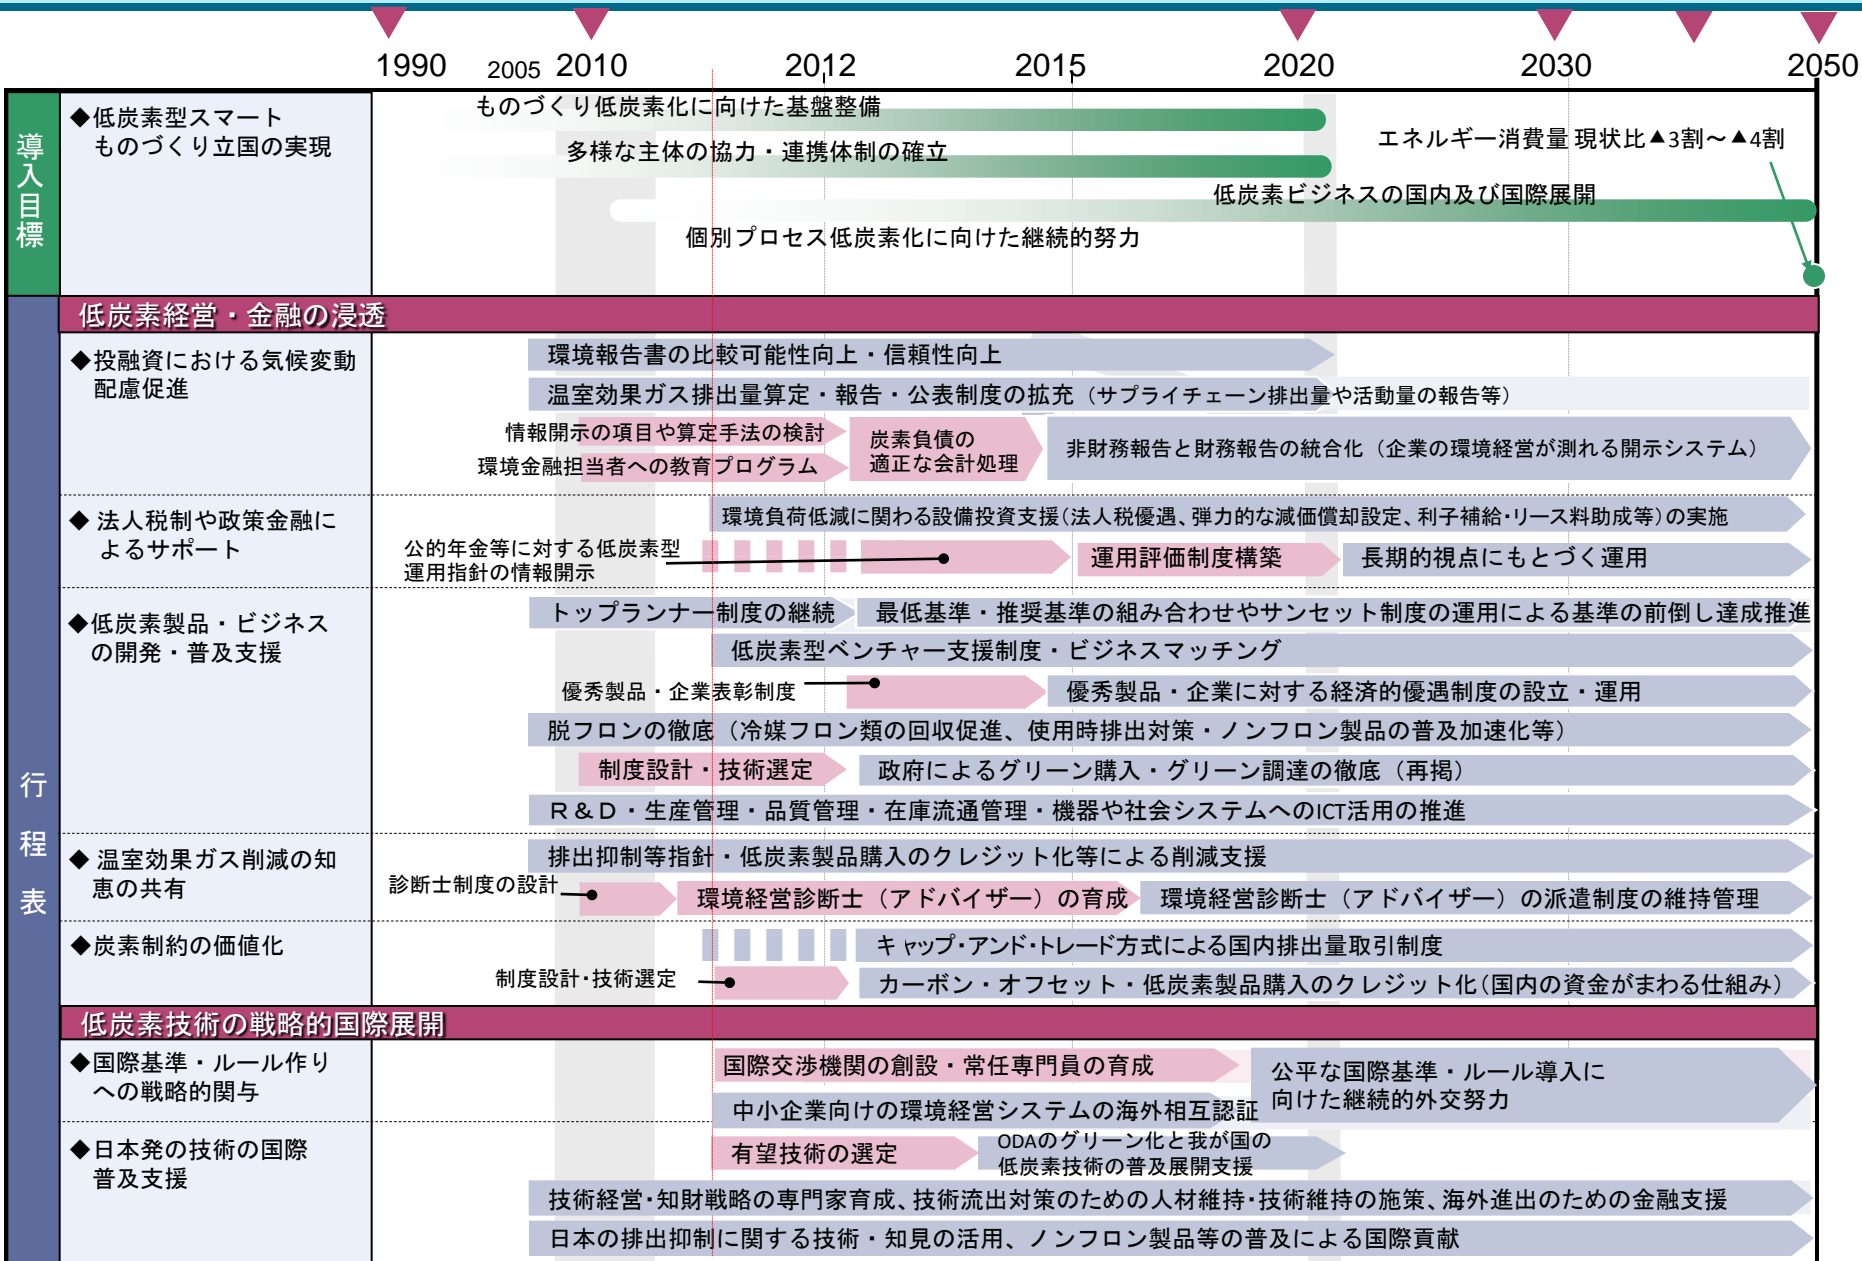 1990 2005 2010 2012 2015 2020 2030 2050
導入目標
◆低炭素型スマート
ものづくり立国の実現
ものづくり低炭素化に向けた基盤整備
多様な主体の協力・連携体制の確立
エネルギー消費量 現状比▲3割～▲4割
低炭素ビジネスの国内及び国際展開
個別プロセス低炭素化に向けた継続的努力
行程表
低炭素経営・金融の浸透
◆投融資における気候変動
配慮促進
環境報告書の比較可能性向上・信頼性向上
温室効果ガス排出量算定・報告・公表制度の拡充（サプライチェーン排出量や活動量の報告等）
情報開示の項目や算定手法の検討
環境金融担当者への教育プログラム
炭素負債の
適正な会計処理
非財務報告と財務報告の統合化（企業の環境経営が測れる開示システム）
◆ 法人税制や政策金融に
よるサポート
環境負荷低減に関わる設備投資支援(法人税優遇、弾力的な減価償却設定、利子補給・リース料助成等)の実施
公的年金等に対する低炭素型
運用指針の情報開示
運用評価制度構築
長期的視点にもとづく運用
◆低炭素製品・ビジネス
の開発・普及支援
トップランナー制度の継続
最低基準・推奨基準の組み合わせやサンセット制度の運用による基準の前倒し達成推進
低炭素型ベンチャー支援制度・ビジネスマッチング
優秀製品・企業表彰制度
優秀製品・企業に対する経済的優遇制度の設立・運用
脱フロンの徹底（冷媒フロン類の回収促進、使用時排出対策・ノンフロン製品の普及加速化等）
制度設計・技術選定
政府によるグリーン購入・グリーン調達の徹底（再掲）
Ｒ＆Ｄ・生産管理・品質管理・在庫流通管理・機器や社会システムへのICT活用の推進
◆ 温室効果ガス削減の知
恵の共有
排出抑制等指針・低炭素製品購入のクレジット化等による削減支援
診断士制度の設計
環境経営診断士（アドバイザー）の育成
環境経営診断士（アドバイザー）の派遣制度の維持管理
◆炭素制約の価値化
キャップ・アンド・トレード方式による国内排出量取引制度
制度設計・技術選定
カーボン・オフセット・低炭素製品購入のクレジット化(国内の資金がまわる仕組み)
低炭素技術の戦略的国際展開
◆国際基準・ルール作り
への戦略的関与
国際交渉機関の創設・常任専門員の育成
中小企業向けの環境経営システムの海外相互認証
公平な国際基準・ルール導入に
向けた継続的外交努力
◆日本発の技術の国際
普及支援
有望技術の選定
ODAのグリーン化と我が国の
低炭素技術の普及展開支援
技術経営・知財戦略の専門家育成、技術流出対策のための人材維持・技術維持の施策、海外進出のための金融支援
日本の排出抑制に関する技術・知見の活用、ノンフロン製品等の普及による国際貢献